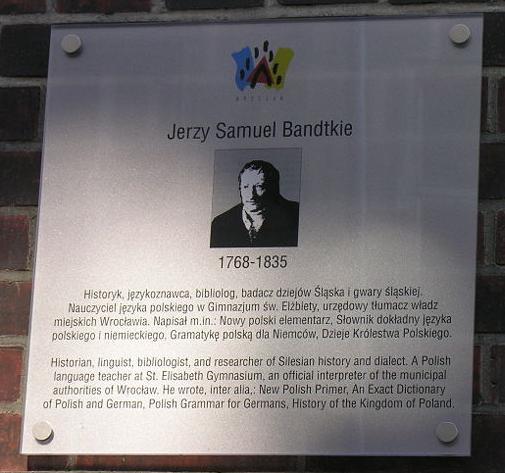 WROCŁAW
Jerzy Samuel Bandtkie
1768-1835
Historyk, językoznawca, bibliolog, badacz dziejów Śląska i gwary śląskiej.
Nauczyciel języka polskiego w Gimnazjum św. Elżbiety, urzędowy tłumacz władz
miejskich Wrocławia. Napisał m.in.: Nowy polski elementarz, Słownik dokładny języka
polskiego i niemieckiego. Gramatykę polską dla Niemców, Dzieje Królestwa Polskiego.
Historian, linguist, bibliologist, and researcher of Silesian history and dialect. A Polish
language teacher at St. Elisabeth Gymnasium, an official interpreter of the municipal
authorities of Wrocław. He wrote, inter alia,: New Polish Primer, An Exact Dictionary
of Polish and German, Polish Grammar for Germans, History of the Kingdom of Poland.